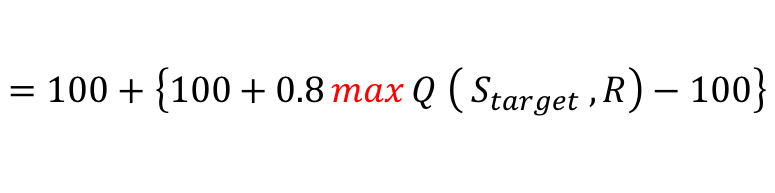 = 100 + {100 + 0.8 max Q ( S_target , R) − 100}